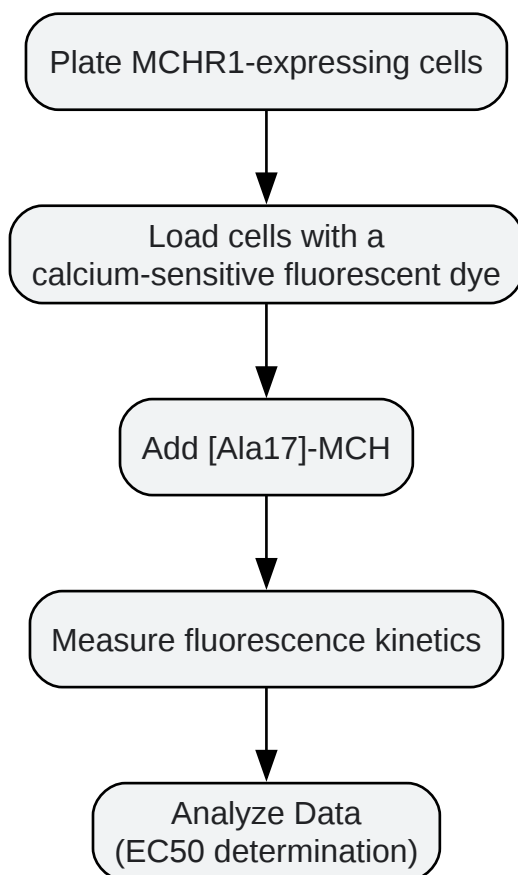 Plate MCHR1-expressing cells
Load cells with a
calcium-sensitive fluorescent dye
Add [Ala17]-MCH
Measure fluorescence kinetics
Analyze Data
(EC50 determination)